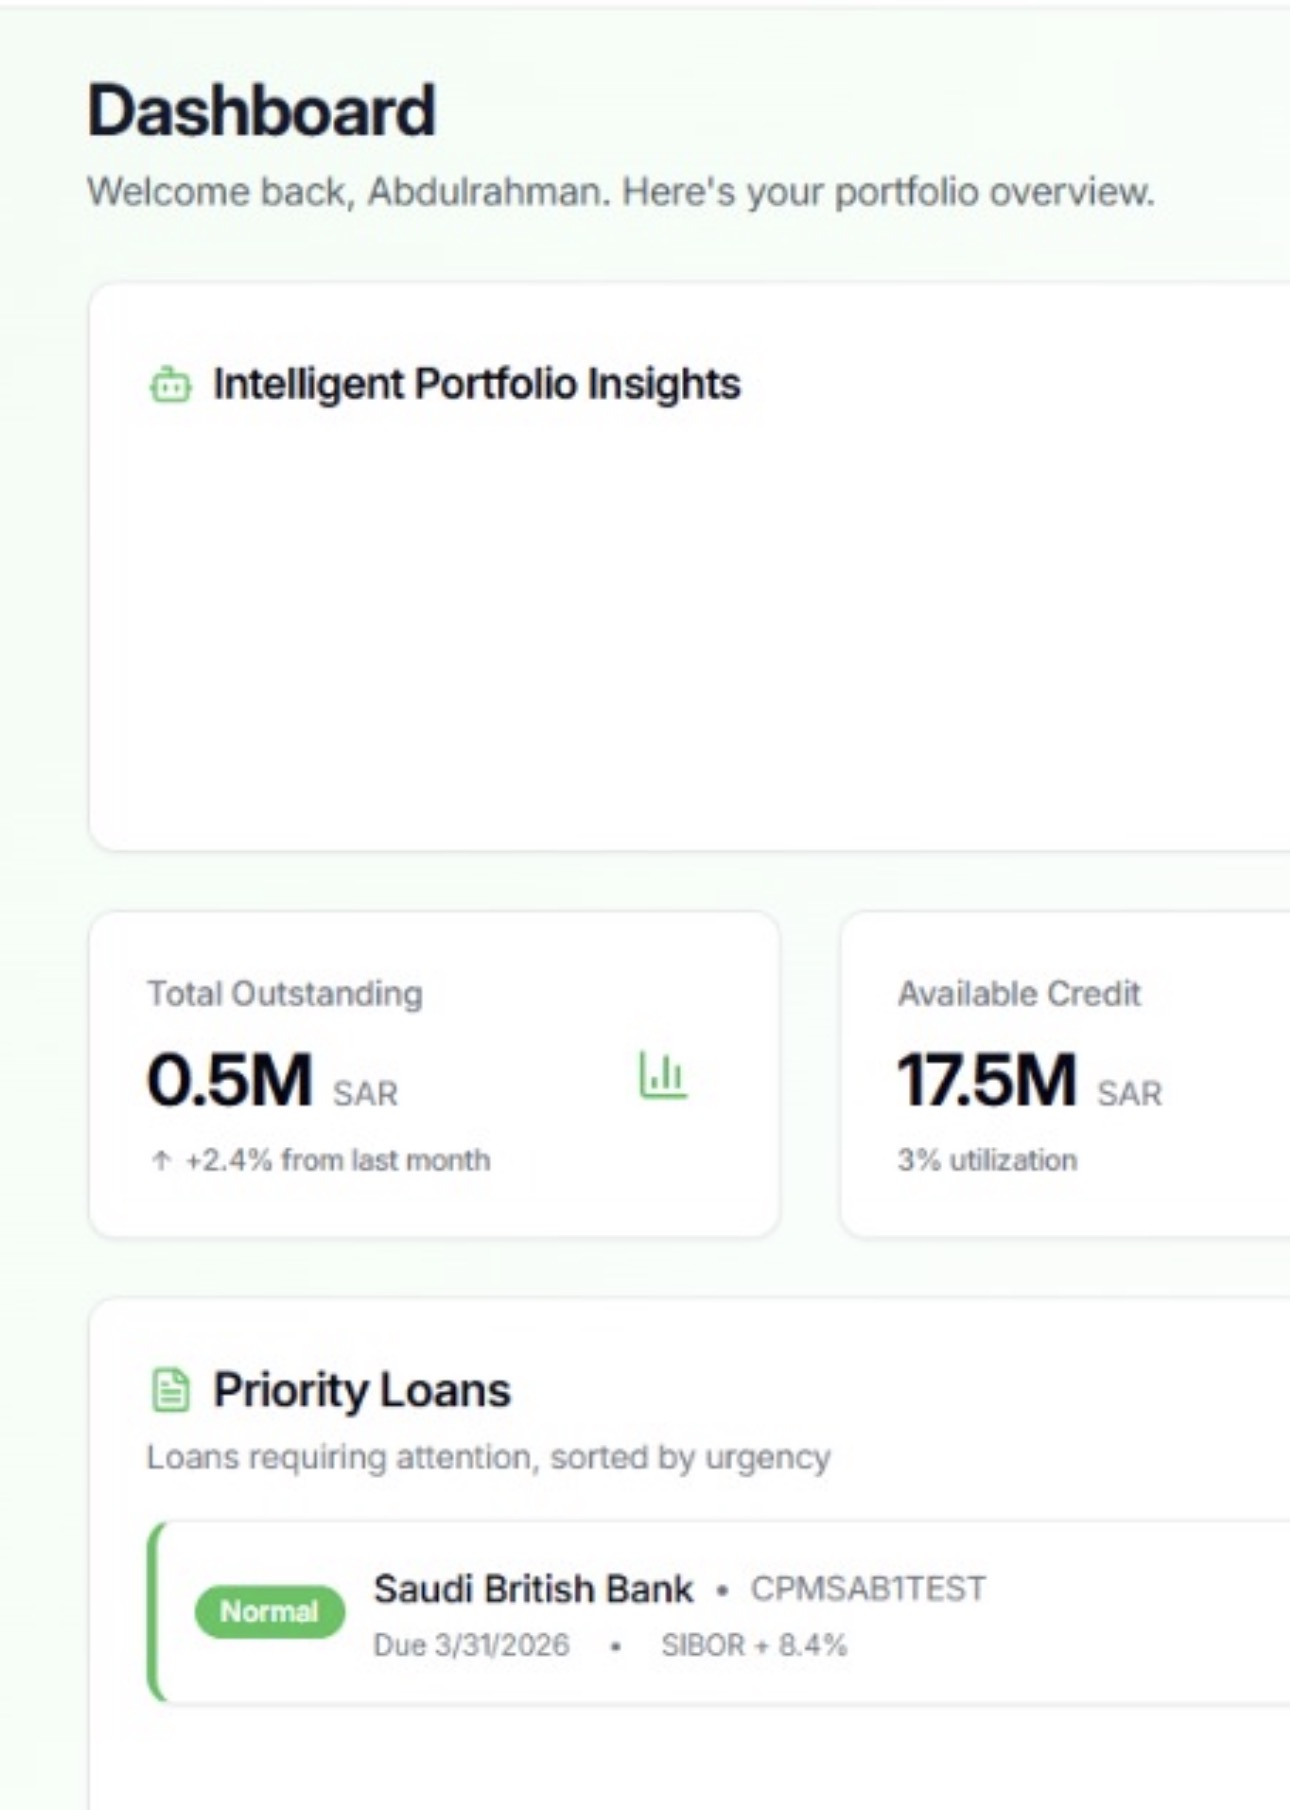 Dashboard
Welcome back, Abdulrahman. Here's your portfolio overview.
Intelligent Portfolio Insights
Total Outstanding
0.5M SAR
↑ +2.4% from last month
Available Credit
17.5M SAR
3% utilization
Priority Loans
Loans requiring attention, sorted by urgency
Normal
Saudi British Bank • CPMSAB1TEST
Due 3/31/2026 • SIBOR + 8.4%